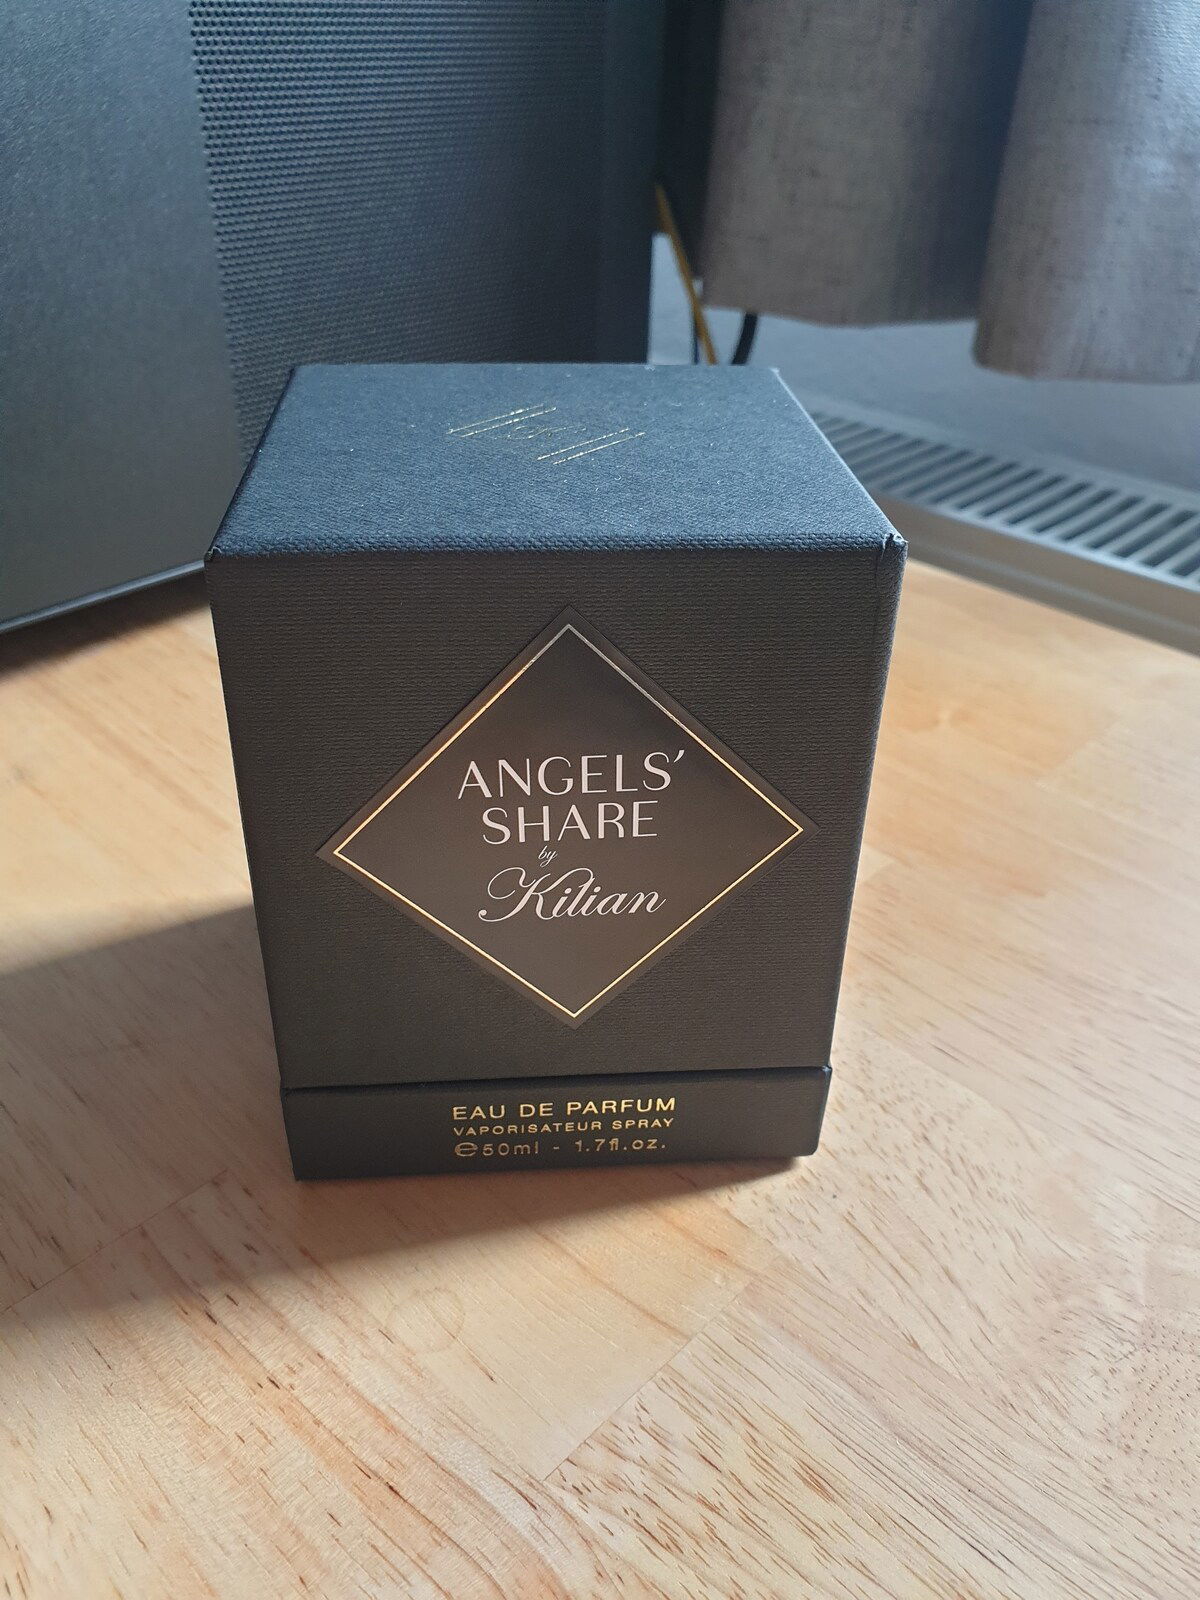 ANGELS'
SHARE
by
Kilian
EAU DE PARFUM
VAPORISATEUR SPRAY
℮50ml - 1.7fl.oz.